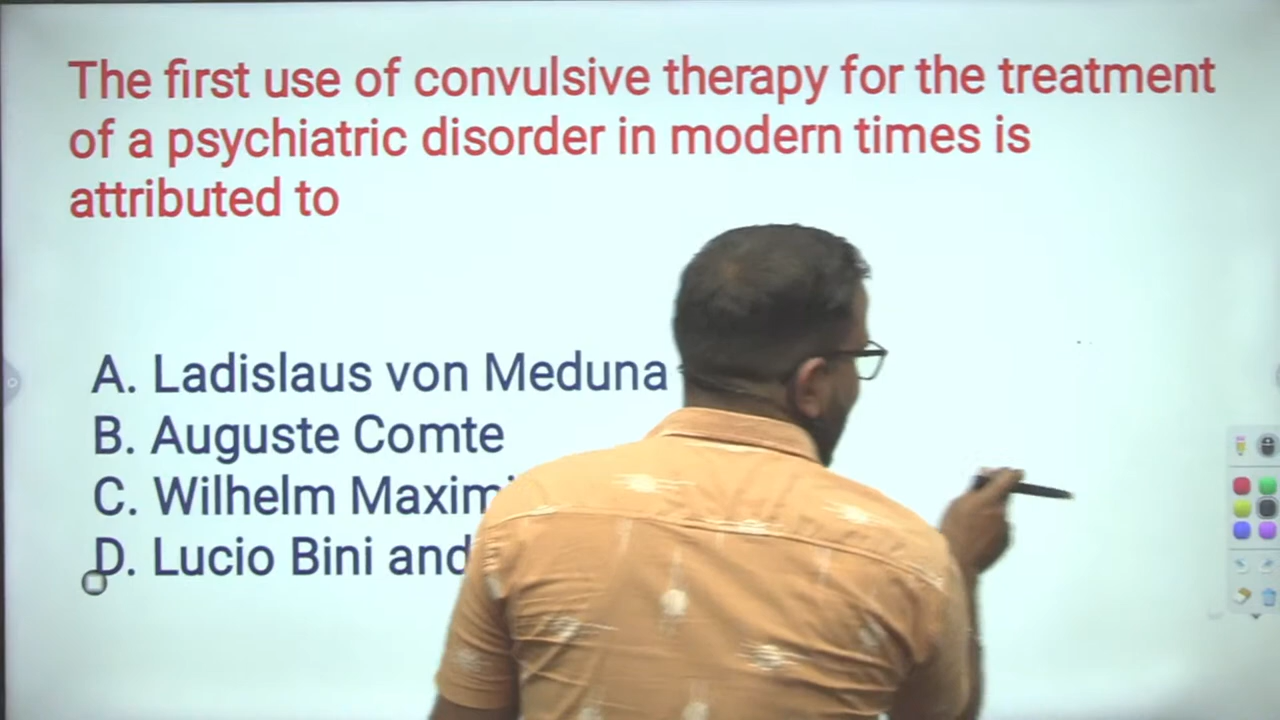 The first use of convulsive therapy for the treatment
of a psychiatric disorder in modern times is
attributed to
A. Ladislaus von Meduna
B. Auguste Comte
C. Wilhelm
D. Lucio Bini and